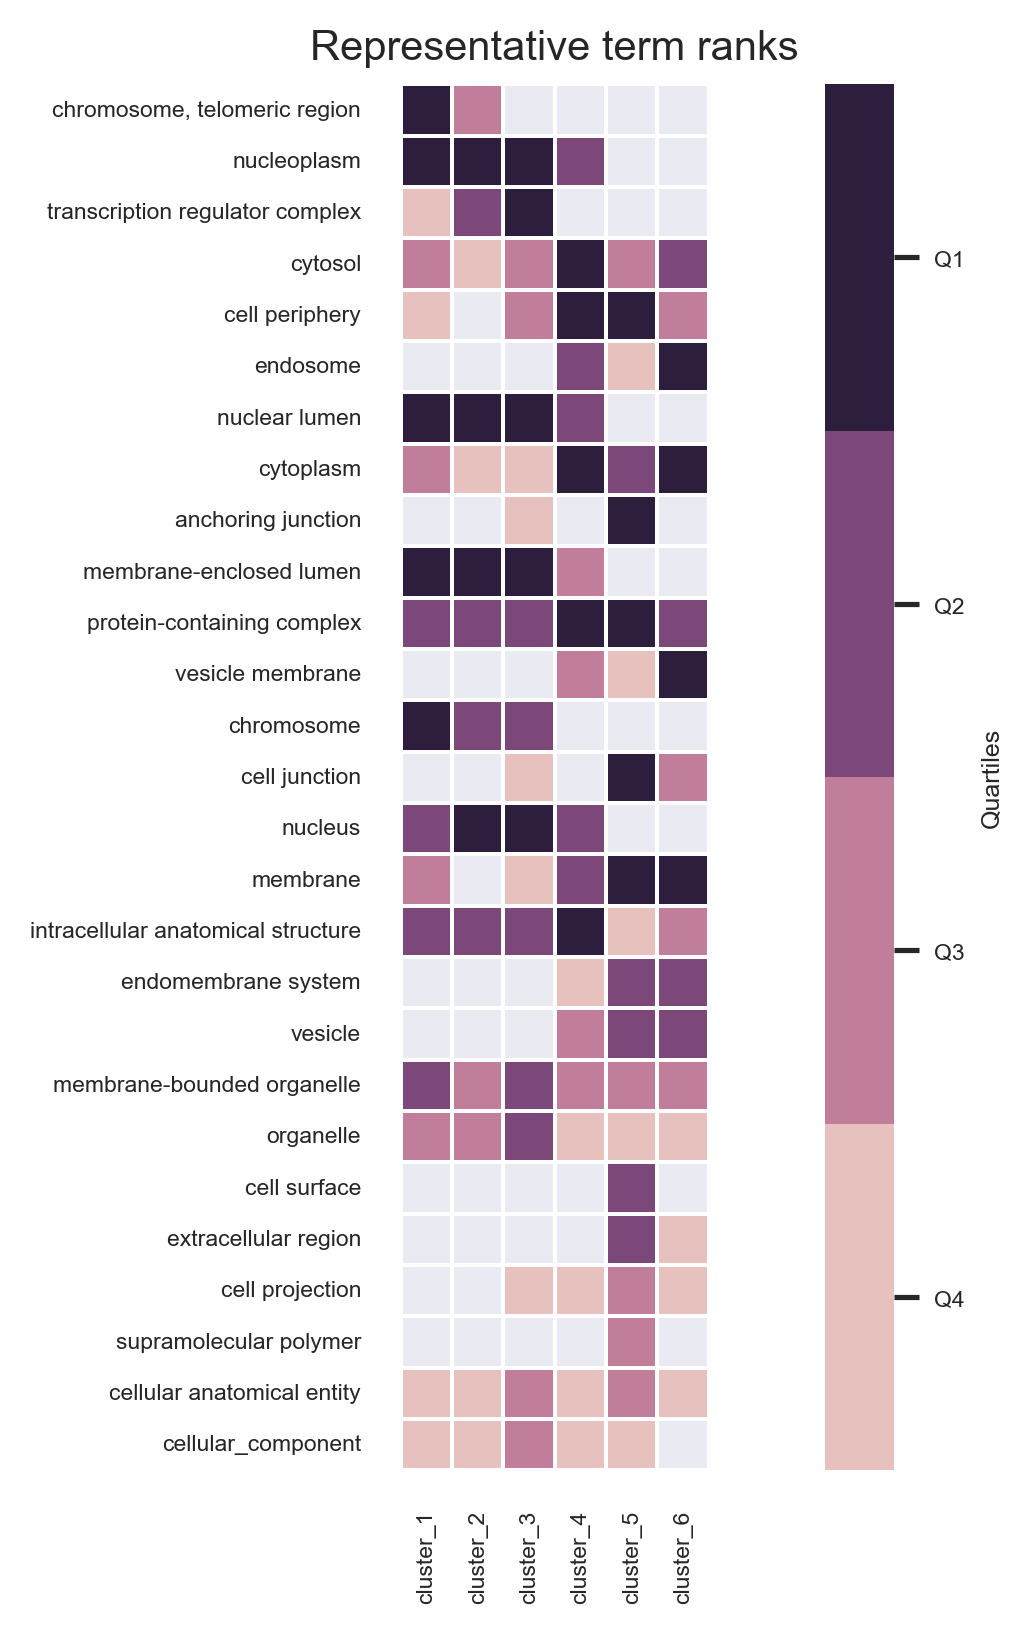 Representative term ranks
chromosome, telomeric region
nucleoplasm
transcription regulator complex
cytosol
cell periphery
endosome
nuclear lumen
cytoplasm
anchoring junction
membrane-enclosed lumen
protein-containing complex
vesicle membrane
chromosome
cell junction
nucleus
membrane
intracellular anatomical structure
endomembrane system
vesicle
membrane-bounded organelle
organelle
cell surface
extracellular region
cell projection
supramolecular polymer
cellular anatomical entity
cellular_component
cluster_1
cluster_2
cluster_3
cluster_4
cluster_5
cluster_6
Q1
Q2
Q3
Q4
Quartiles